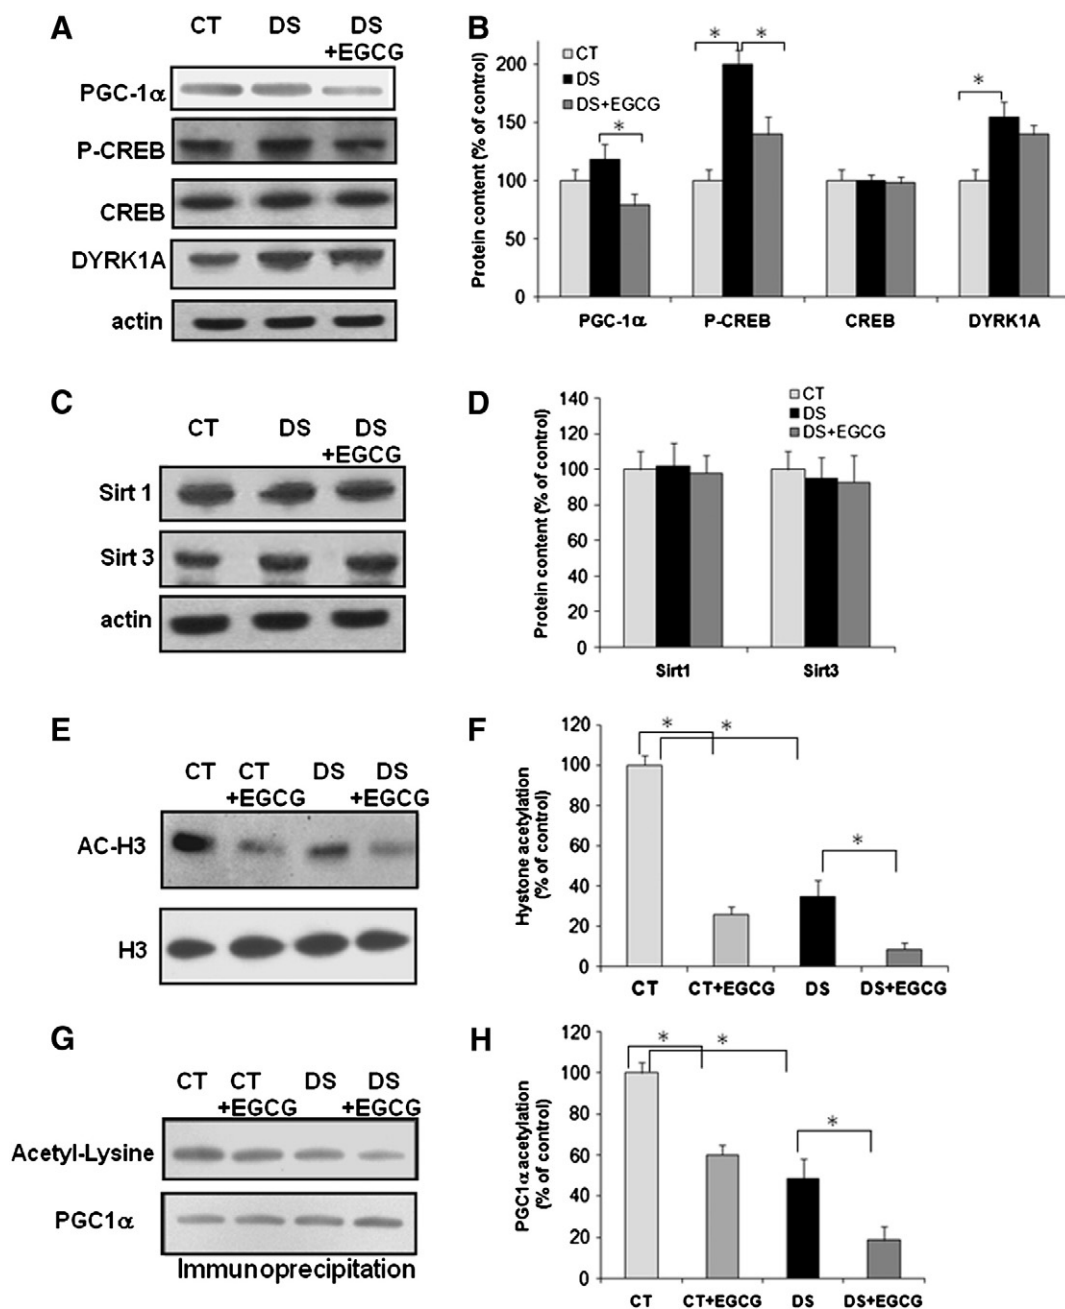 A
CT DS DS
+EGCG
PGC-1α
P-CREB
CREB
DYRK1A
actin
B
CT
DS
DS+EGCG
* *
*
*
Protein content (% of control)
200
150
100
50
0
PGC-1α P-CREB CREB DYRK1A
C
CT DS DS
+EGCG
Sirt 1
Sirt 3
actin
D
CT
DS
DS+EGCG
Protein content (% of control)
140
120
100
80
60
40
20
0
Sirt1 Sirt3
E
CT CT DS DS
+EGCG +EGCG
AC-H3
H3
F
* *
*
Hystone acetylation
(% of control)
120
100
80
60
40
20
0
CT CT+EGCG DS DS+EGCG
G
CT CT DS DS
+EGCG +EGCG
Acetyl-Lysine
PGC1α
Immunoprecipitation
H
* *
*
PGC1α acetylation
(% of control)
120
100
80
60
40
20
0
CT CT+EGCG DS DS+EGCG